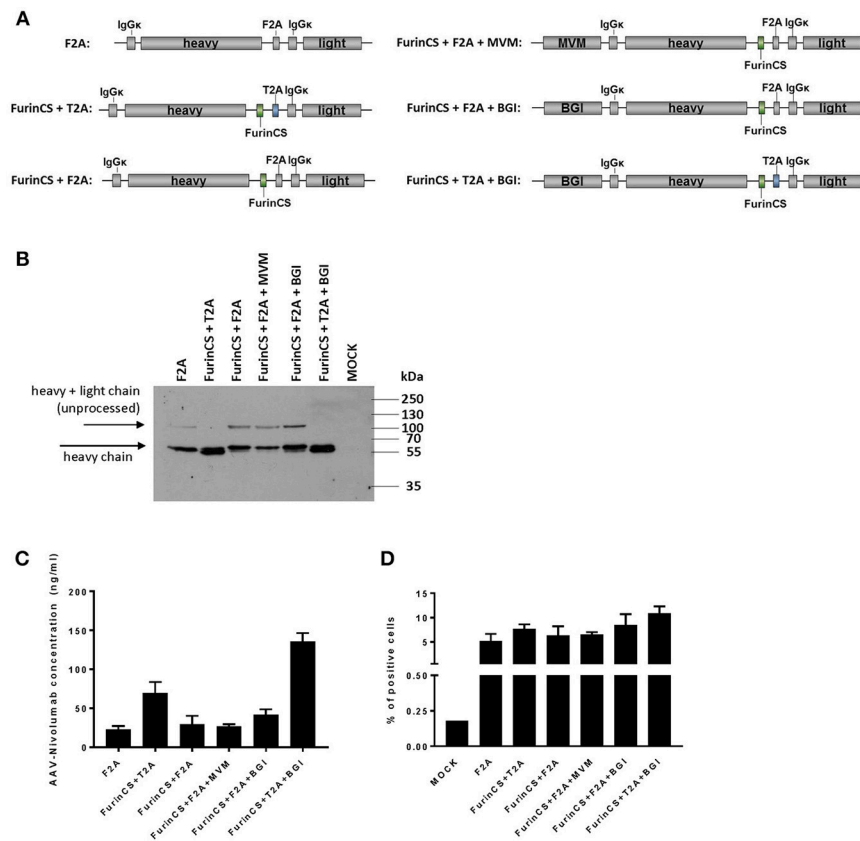 A
F2A:
IgGκ
heavy
F2A
IgGκ
light
FurinCS + T2A:
IgGκ
heavy
T2A
IgGκ
light
FurinCS
FurinCS + F2A:
IgGκ
heavy
F2A
IgGκ
light
FurinCS
FurinCS + F2A + MVM:
MVM
IgGκ
heavy
F2A
IgGκ
light
FurinCS
FurinCS + F2A + BGI:
BGI
IgGκ
heavy
F2A
IgGκ
light
FurinCS
FurinCS + T2A + BGI:
BGI
IgGκ
heavy
T2A
IgGκ
light
FurinCS
B
F2A
FurinCS + T2A
FurinCS + F2A
FurinCS + F2A + MVM
FurinCS + F2A + BGI
FurinCS + T2A + BGI
MOCK
kDa
250
130
100
70
55
35
heavy + light chain
(unprocessed)
heavy chain
C
AAV-Nivolumab concentration (ng/ml)
200
150
100
50
0
F2A
FurinCS+T2A
FurinCS+F2A
FurinCS+F2A+MVM
FurinCS+F2A+BGI
FurinCS+T2A+BGI
D
% of positive cells
15
10
5
0.50
0.25
0.00
MOCK
F2A
FurinCS+T2A
FurinCS+F2A
FurinCS+F2A+MVM
FurinCS+F2A+BGI
FurinCS+T2A+BGI